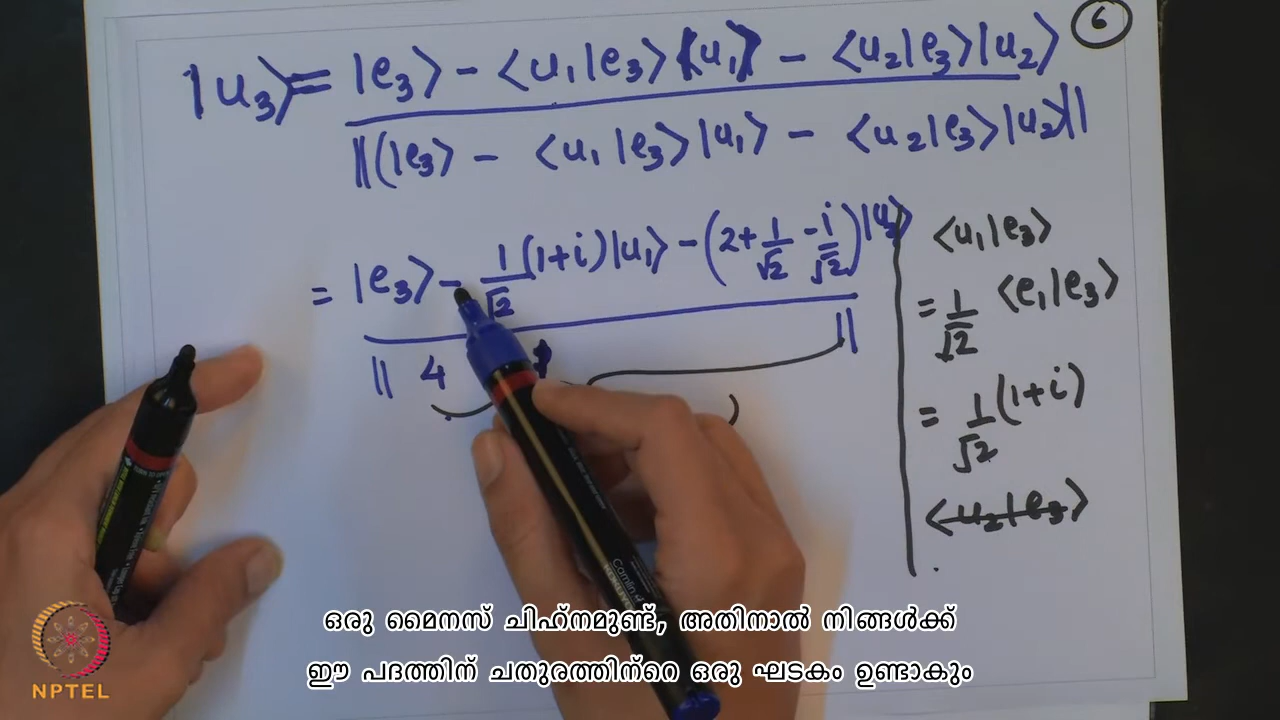 6
|u₃⟩ = |e₃⟩ - ⟨u₁|e₃⟩|u₁⟩ - ⟨u₂|e₃⟩|u₂⟩
||(|e₃⟩ - ⟨u₁|e₃⟩|u₁⟩ - ⟨u₂|e₃⟩|u₂⟩||
= |e₃⟩ - 1/√2 (1+i)|u₁⟩ - (2 + 1/√2 - i/√2)|u₂⟩
|| 4 ||
⟨u₁|e₃⟩
= 1/√2 ⟨e₁|e₃⟩
= 1/√2 (1+i)
⟨u₂|e₃⟩
ഒരു മൈനസ് ചിഹ്നമുണ്ട്, അതിനാൽ നിങ്ങൾക്ക്
ഈ പദത്തിന് ചതുരത്തിന്റെ ഒരു ഘടകം ഉണ്ടാകും
NPTEL